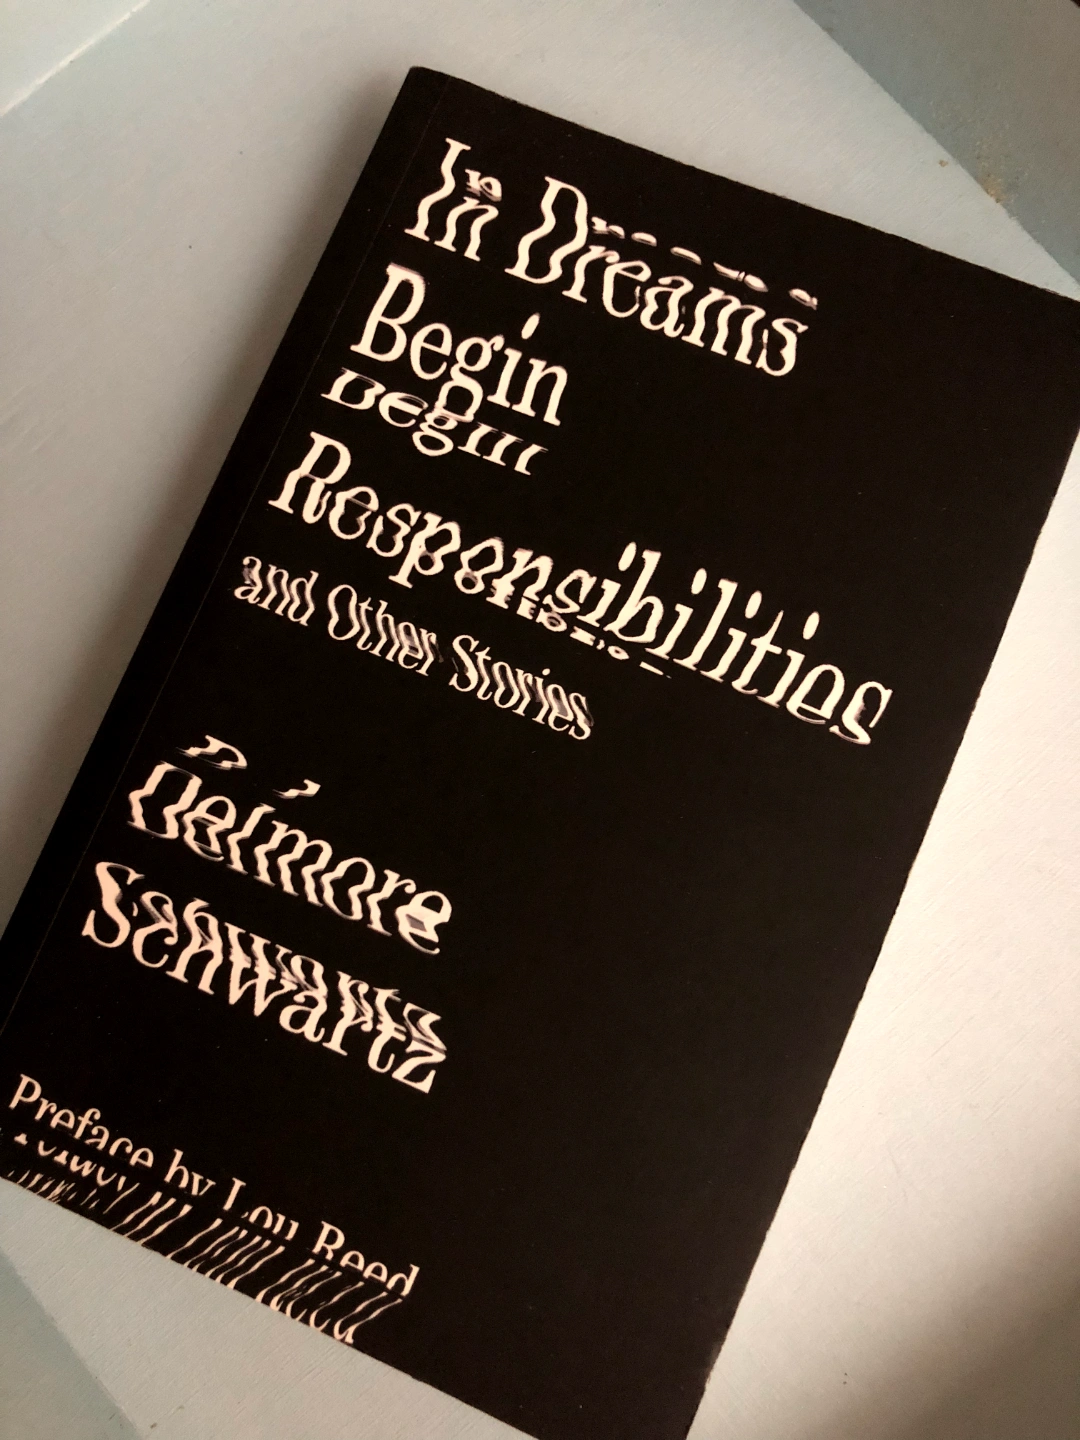 In Dreams
Begin
Responsibilities
and Other Stories
Delmore
Schwartz
Preface by Lou Reed